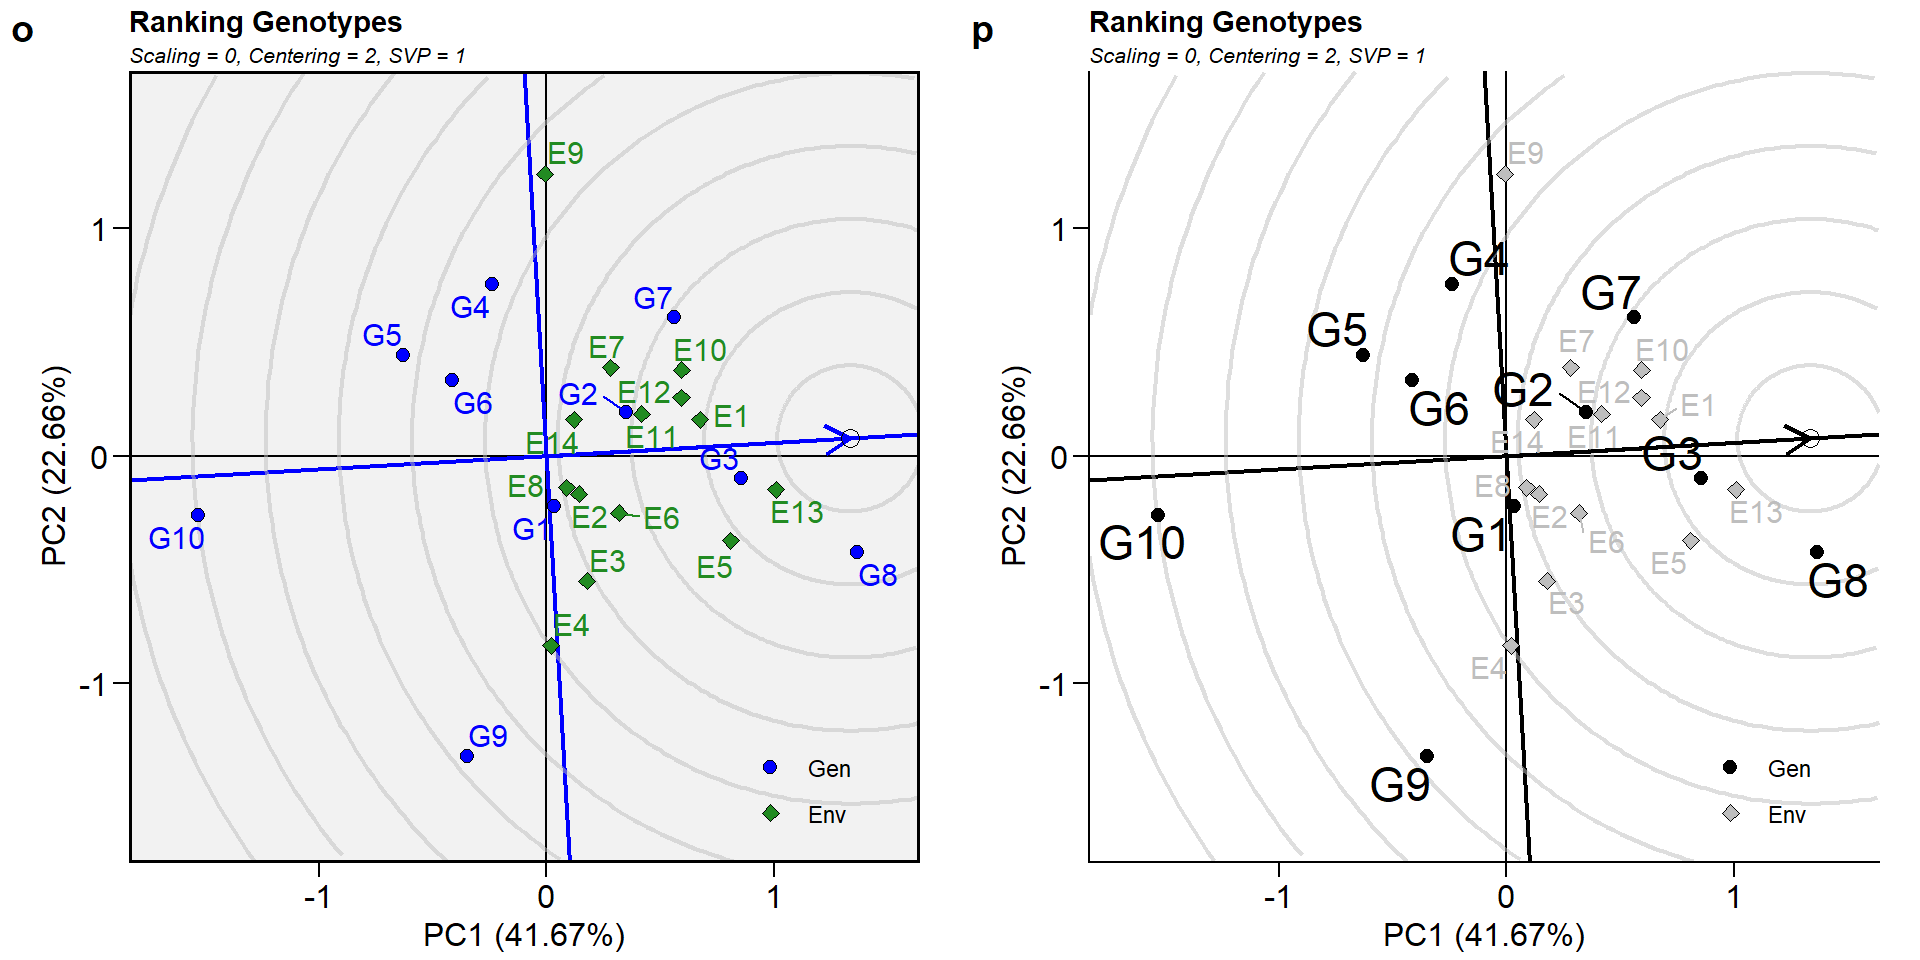 o
Ranking Genotypes
Scaling = 0, Centering = 2, SVP = 1
E9
1
G4
G7
G5
E7
E10
G6
G2
E12
E1
E14
E11
0
G3
E8
G1
E2
E6
E13
G10
E3
E5
G8
E4
-1
G9
Gen
Env
-1
0
1
PC1 (41.67%)
PC2 (22.66%)
p
Ranking Genotypes
Scaling = 0, Centering = 2, SVP = 1
E9
1
G4
G7
G5
E7
E10
G6
G2
E12
E1
E14
E11
0
G3
E8
G1
E2
E6
E13
G10
E5
G8
E3
E4
-1
G9
Gen
Env
-1
0
1
PC1 (41.67%)
PC2 (22.66%)